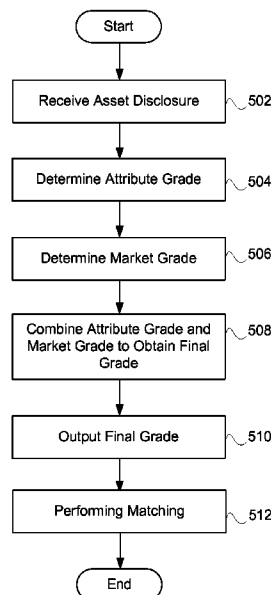 Start
Receive Asset Disclosure 502
Determine Attribute Grade 504
Determine Market Grade 506
Combine Attribute Grade and
Market Grade to Obtain Final
Grade 508
Output Final Grade 510
Performing Matching 512
End